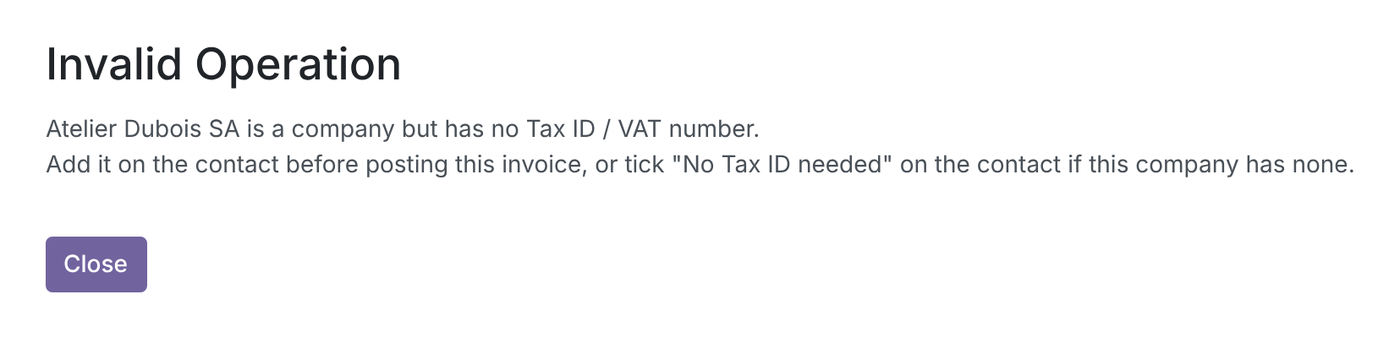 Invalid Operation
Atelier Dubois SA is a company but has no Tax ID / VAT number.
Add it on the contact before posting this invoice, or tick "No Tax ID needed" on the contact if this company has none.
Close